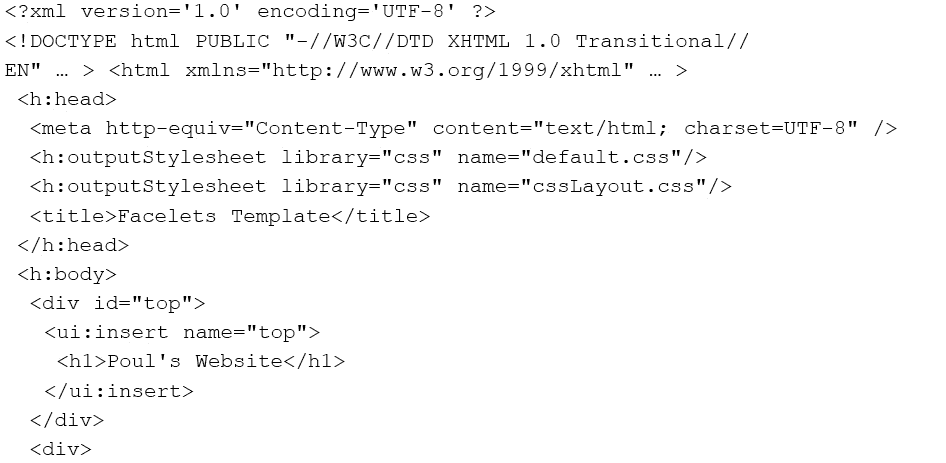 <?xml version='1.0' encoding='UTF-8' ?>
<!DOCTYPE html PUBLIC "-//W3C//DTD XHTML 1.0 Transitional//
EN" … > <html xmlns="http://www.w3.org/1999/xhtml" … >
<h:head>
<meta http-equiv="Content-Type" content="text/html; charset=UTF-8" />
<h:outputStylesheet library="css" name="default.css"/>
<h:outputStylesheet library="css" name="cssLayout.css"/>
<title>Facelets Template</title>
</h:head>
<h:body>
<div id="top">
<ui:insert name="top">
<h1>Poul's Website</h1>
</ui:insert>
</div>
<div>